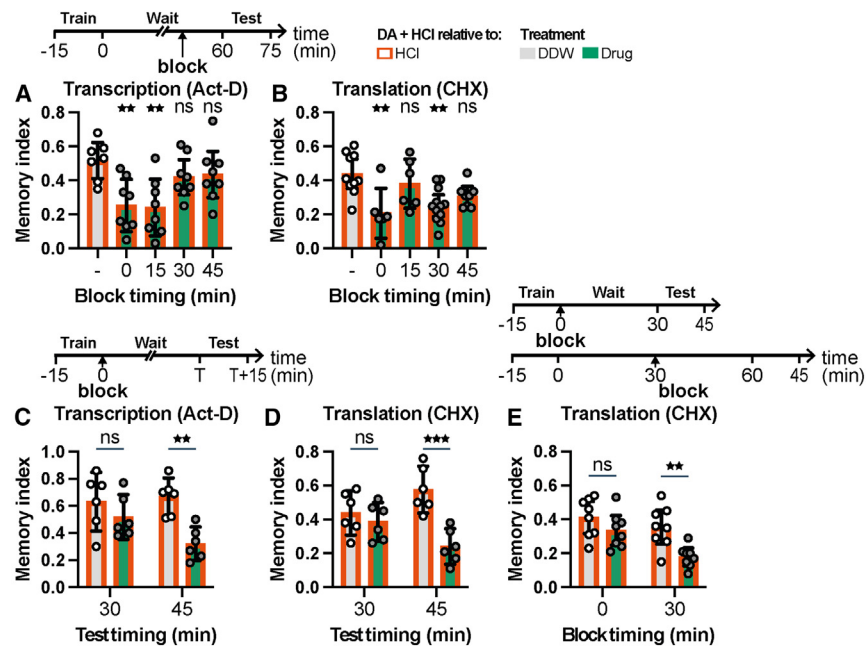 Train Wait Test
-15 0 60 75 time (min)
block
DA + HCl relative to: Treatment
HCl DDW Drug
A Transcription (Act-D)
★★ ★★ ns ns
Memory index
0.8
0.6
0.4
0.2
0.0
- 0 15 30 45
Block timing (min)
B Translation (CHX)
★★ ns ★★ ns
Memory index
0.8
0.6
0.4
0.2
0.0
- 0 15 30 45
Block timing (min)
Train Wait Test
-15 0 T T+15 time (min)
block
Train Wait Test
-15 0 30 45
block
-15 0 30 60 45 time (min)
C Transcription (Act-D)
ns ★★
Memory index
1.0
0.8
0.6
0.4
0.2
0.0
30 45
Test timing (min)
D Translation (CHX)
ns ★★★
Memory index
0.8
0.6
0.4
0.2
0.0
30 45
Test timing (min)
E Translation (CHX)
ns ★★
Memory index
0.8
0.6
0.4
0.2
0.0
0 30
Block timing (min)